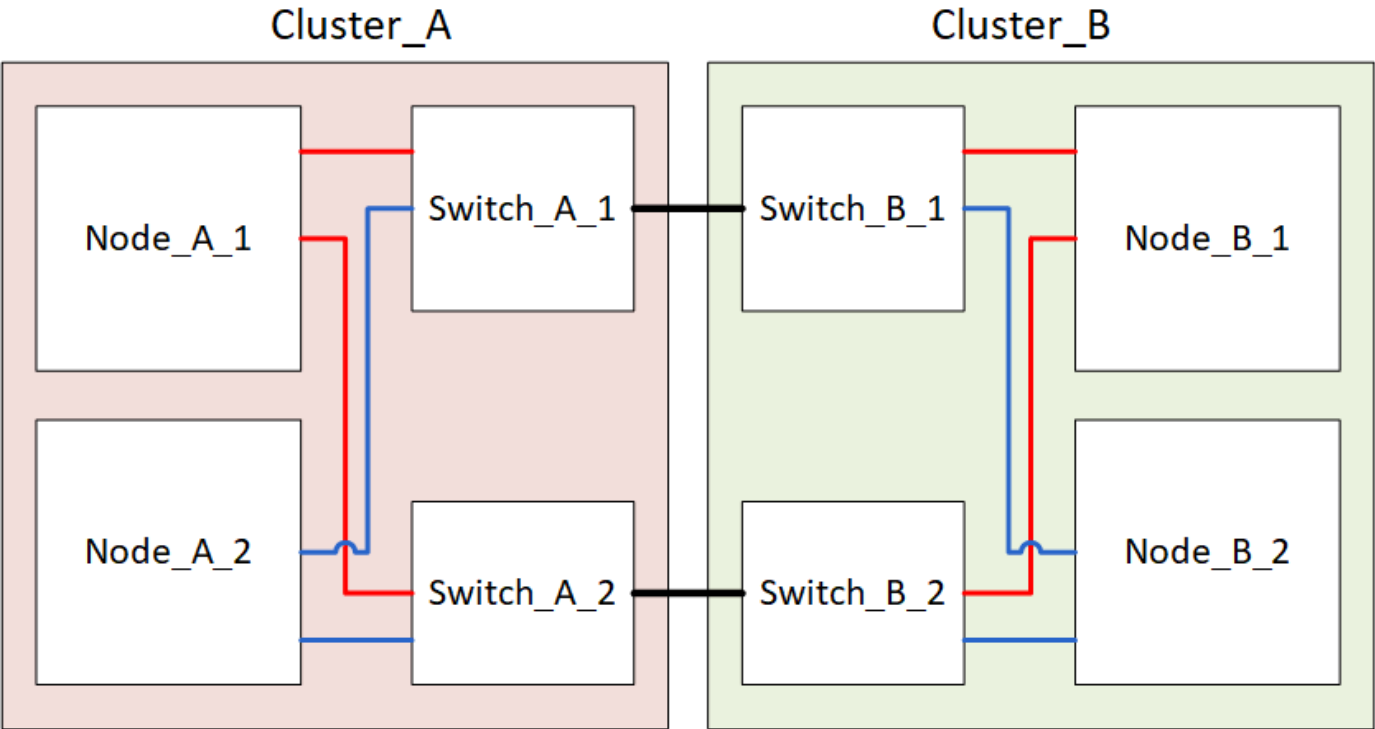 Cluster_A
Cluster_B
Node_A_1
Switch_A_1
Switch_B_1
Node_B_1
Node_A_2
Switch_A_2
Switch_B_2
Node_B_2